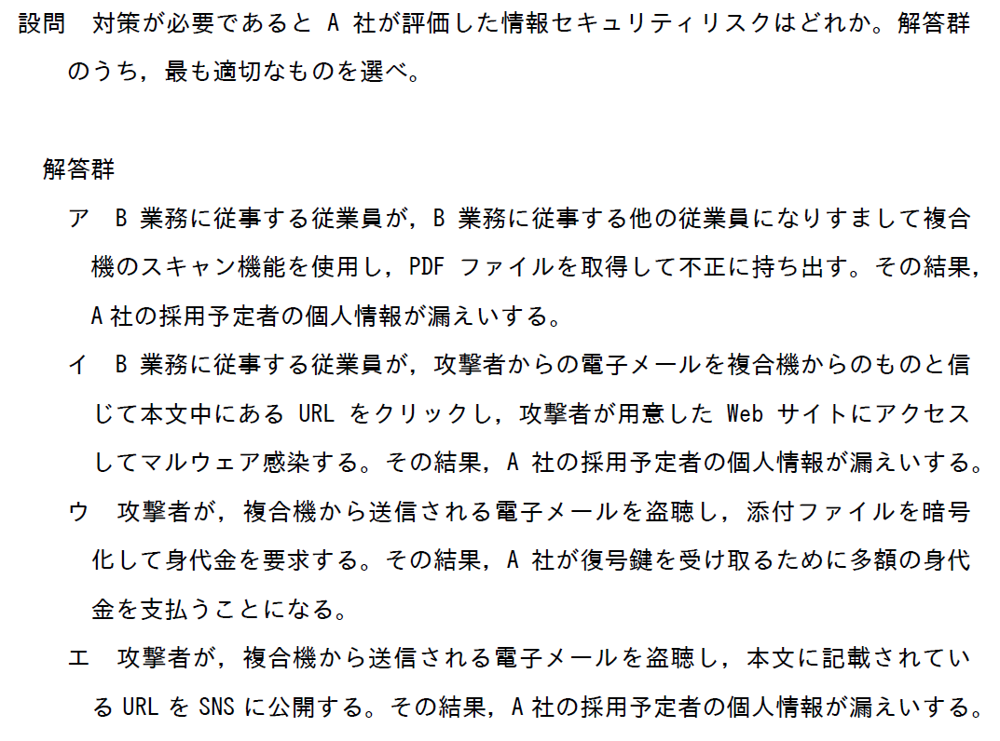 設問　対策が必要であると A 社が評価した情報セキュリティリスクはどれか。解答群
のうち，最も適切なものを選べ。
解答群
ア　B 業務に従事する従業員が，B 業務に従事する他の従業員になりすまして複合
機のスキャン機能を使用し，PDF ファイルを取得して不正に持ち出す。その結果，
A 社の採用予定者の個人情報が漏えいする。
イ　B 業務に従事する従業員が，攻撃者からの電子メールを複合機からのものと信
じて本文中にある URL をクリックし，攻撃者が用意した Web サイトにアクセス
してマルウェア感染する。その結果，A 社の採用予定者の個人情報が漏えいする。
ウ　攻撃者が，複合機から送信される電子メールを盗聴し，添付ファイルを暗号
化して身代金を要求する。その結果，A 社が復号鍵を受け取るために多額の身代
金を支払うことになる。
エ　攻撃者が，複合機から送信される電子メールを盗聴し，本文に記載されてい
る URL を SNS に公開する。その結果，A 社の採用予定者の個人情報が漏えいする。